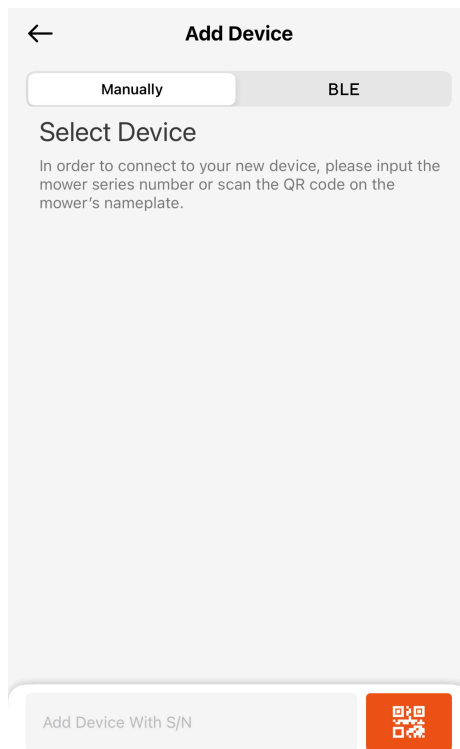 Add Device
Manually
BLE
Select Device
In order to connect to your new device, please input the
mower series number or scan the QR code on the
mower's nameplate.
Add Device With S/N